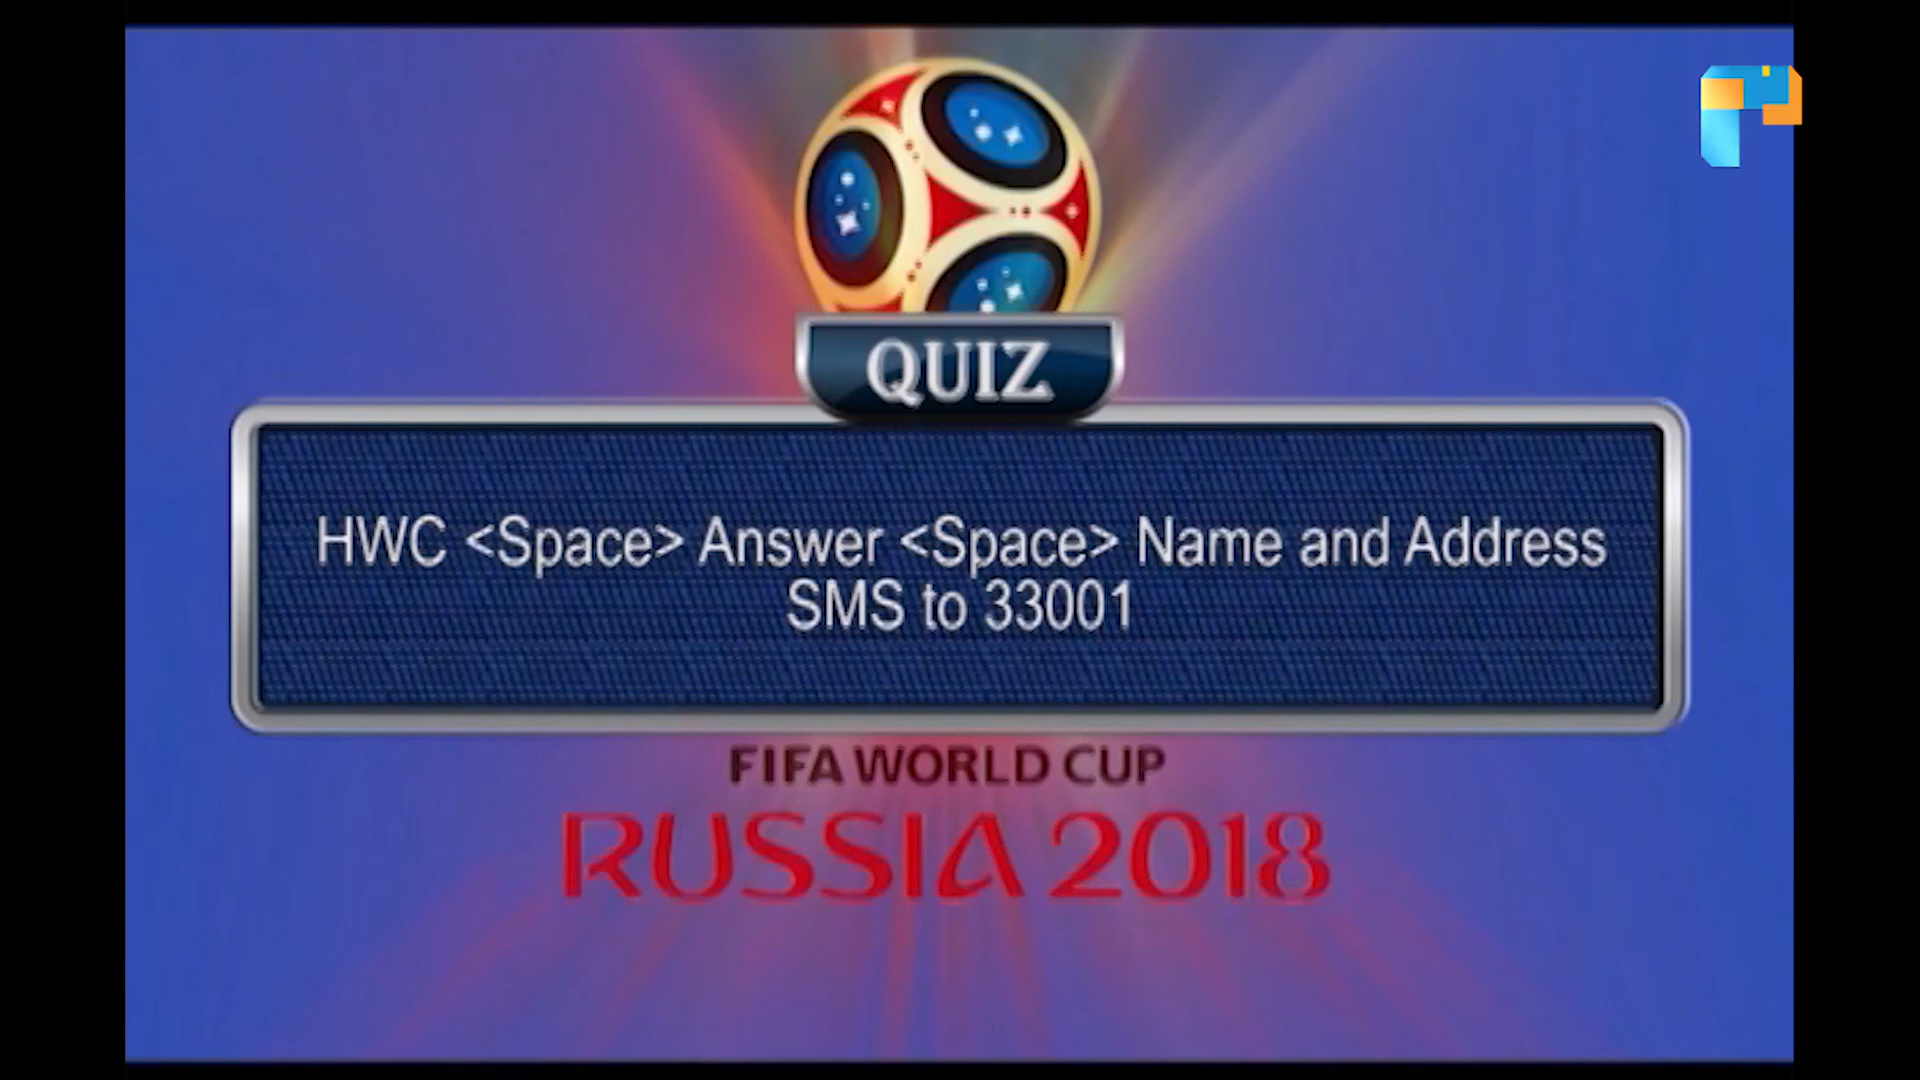 QUIZ
HWC <Space> Answer <Space> Name and Address
SMS to 33001
FIFA WORLD CUP
RUSSIA 2018